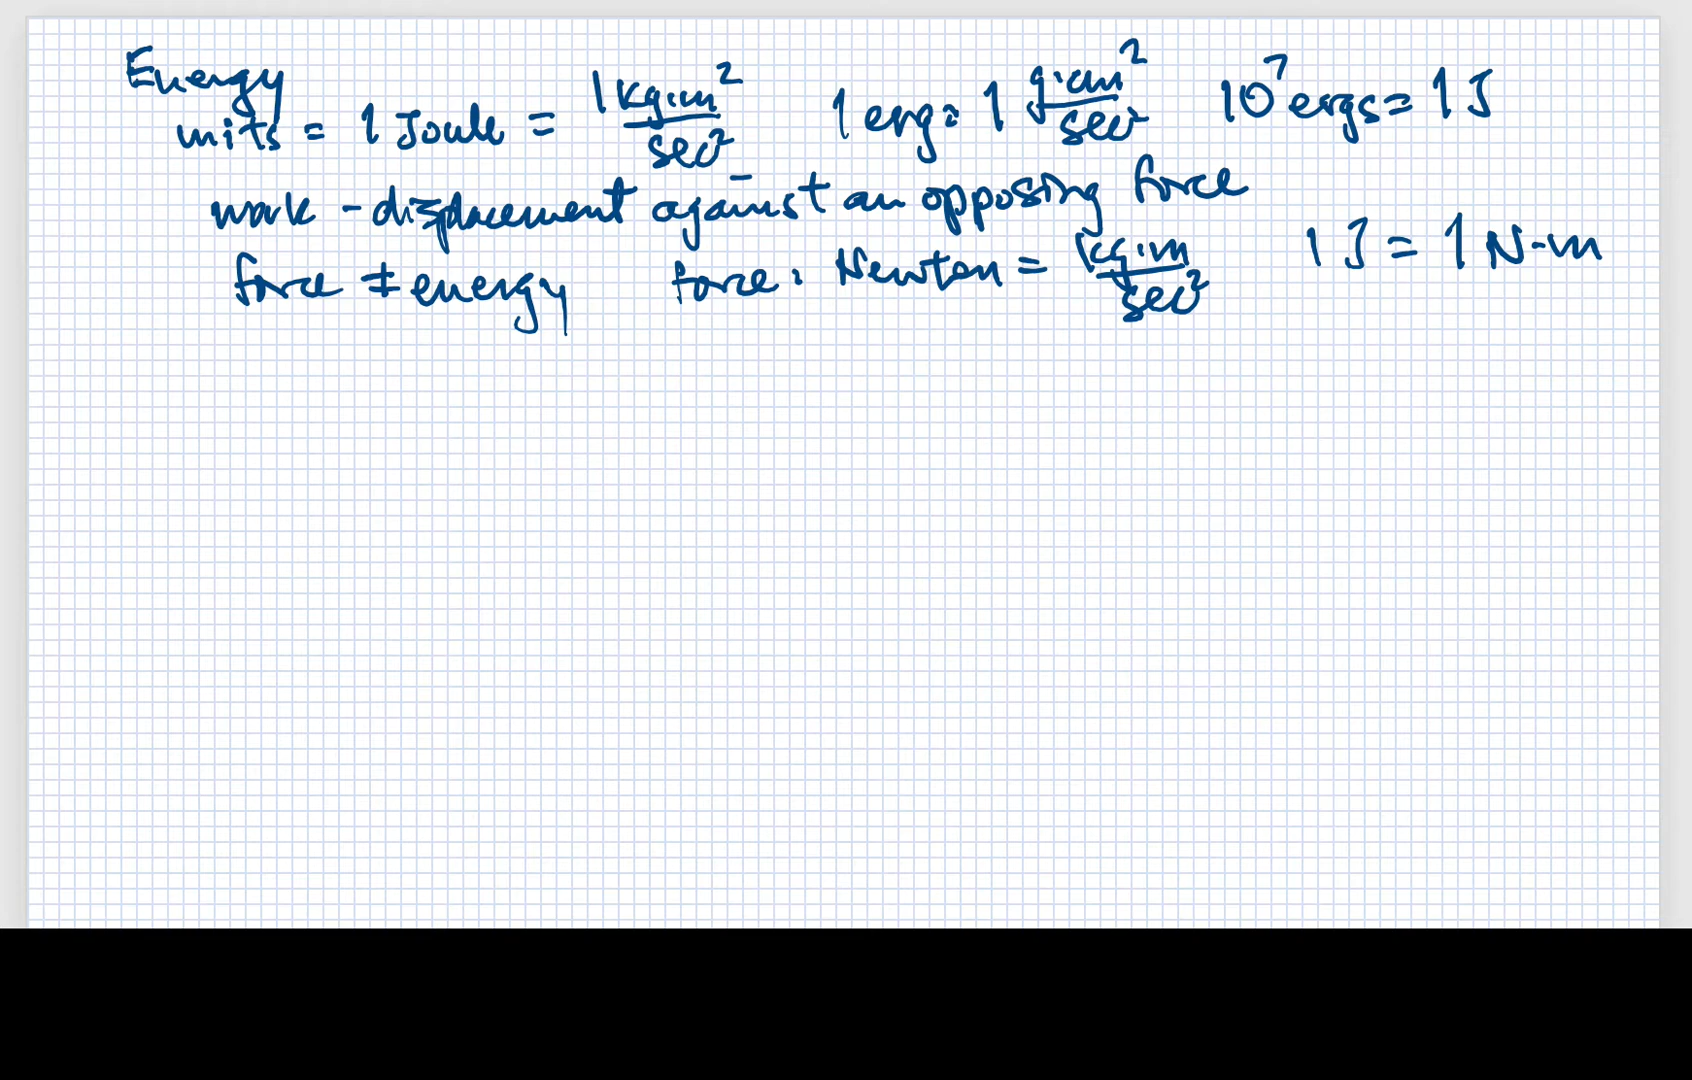 Energy
units = 1 Joule = 1 kg·m²/sec² 1 erg = 1 g·cm²/sec² 10⁷ ergs = 1 J
work - displacement against an opposing force
force ≠ energy force: Newton = kg·m/sec² 1 J = 1 N-m